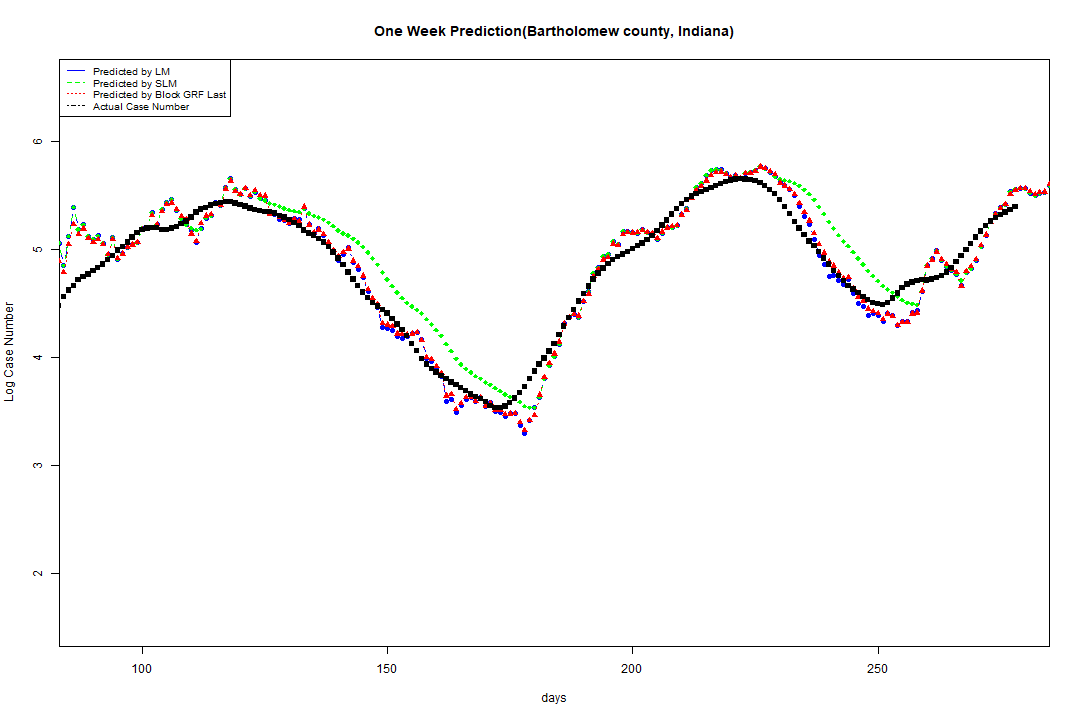 One Week Prediction(Bartholomew county, Indiana)
Predicted by LM
Predicted by SLM
Predicted by Block GRF Last
Actual Case Number
6
5
4
3
2
Log Case Number
100 150 200 250
days